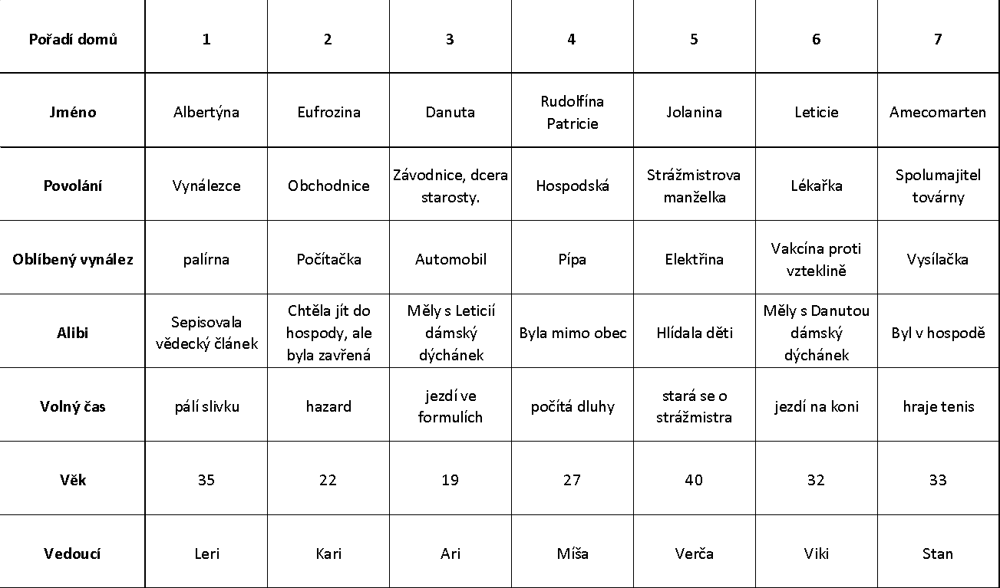 Pořadí domů 1 2 3 4 5 6 7
Jméno Albertýna Eufrozina Danuta Rudolfína Patricie Jolanina Leticie Amecomarten
Povolání Vynálezce Obchodnice Závodnice, dcera starosty. Hospodská Strážmistrova manželka Lékařka Spolumajitel továrny
Oblíbený vynález palírna Počítačka Automobil Pípa Elektřina Vakcína proti vzteklině Vysílačka
Alibi Sepisovala vědecký článek Chtěla jít do hospody, ale byla zavřená Měly s Leticií dámský dýchánek Byla mimo obec Hlídala děti Měly s Danutou dámský dýchánek Byl v hospodě
Volný čas pálí slivku hazard jezdí ve formulích počítá dluhy stará se o strážmistra jezdí na koni hraje tenis
Věk 35 22 19 27 40 32 33
Vedoucí Leri Kari Ari Míša Verča Viki Stan